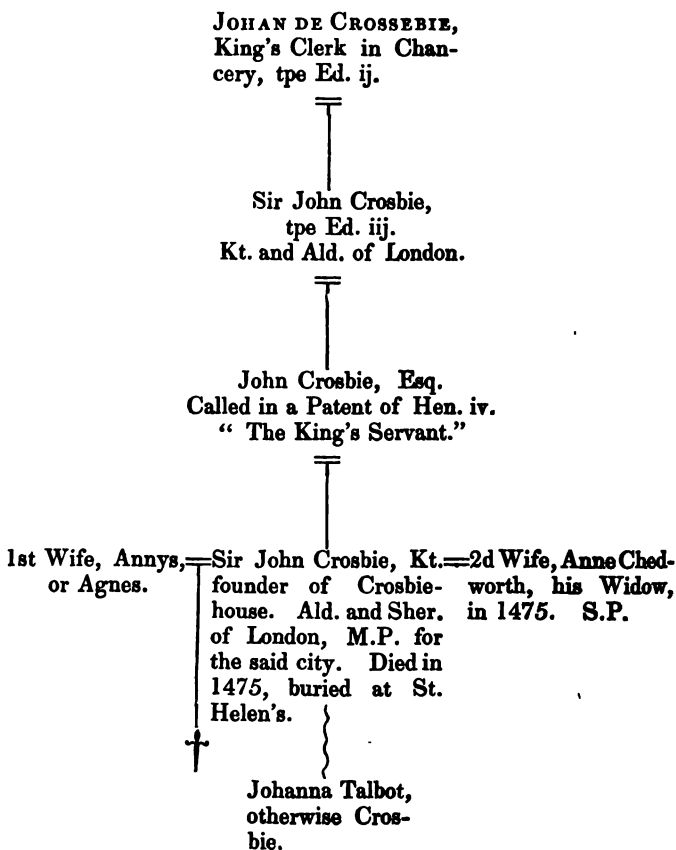 JOHAN DE CROSSEBIE,
King's Clerk in Chan-
cery, tpe Ed. ij.
Sir John Crosbie,
tpe Ed. iij.
Kt. and Ald. of London.
John Crosbie, Esq.
Called in a Patent of Hen. iv.
“ The King's Servant.”
1st Wife, Annys,
or Agnes.
Sir John Crosbie, Kt.
founder of Crosbie-
house. Ald. and Sher.
of London, M.P. for
the said city. Died in
1475, buried at St.
Helen's.
2d Wife, Anne Ched-
worth, his Widow,
in 1475. S.P.
Johanna Talbot,
otherwise Cros-
bie.